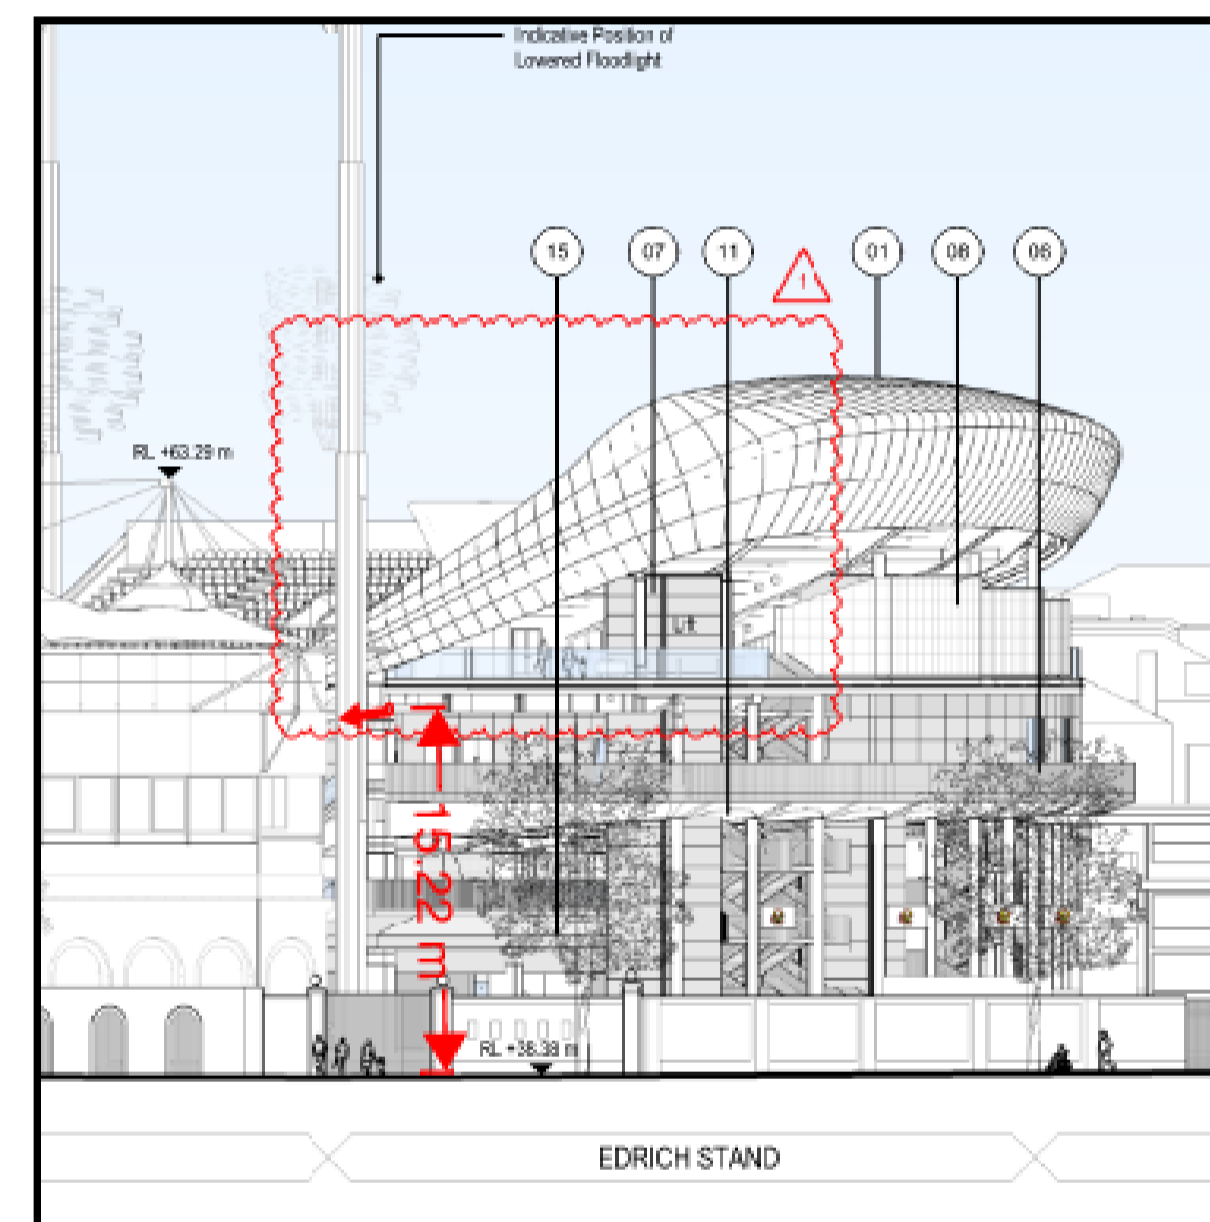 Indicative Position of
Lowered Floodlight
15
07
11
1
01
08
06
RL +63.29 m
15.22 m
RL +38.38 m
EDRICH STAND